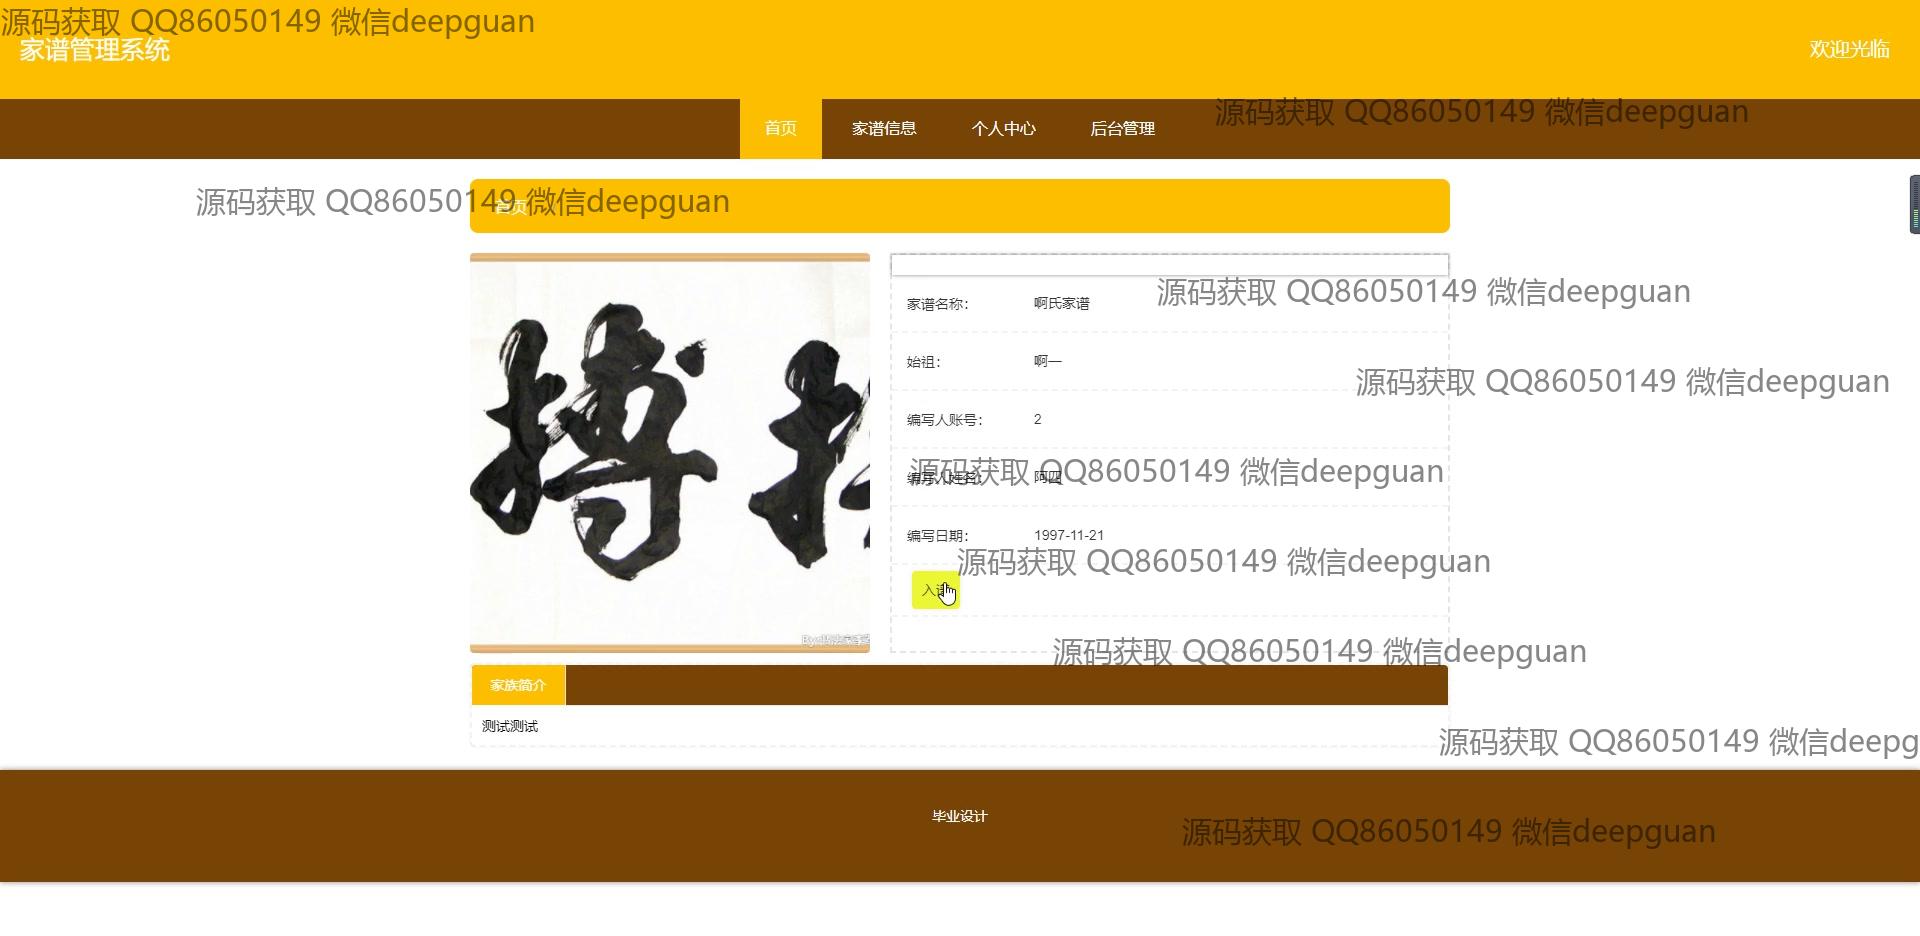 源码获取 QQ86050149 微信deepguan
家谱管理系统
欢迎光临
首页 家谱信息 个人中心 后台管理
源码获取 QQ86050149 微信deepguan
源码获取 QQ86050149 微信deepguan
首页
家谱名称: 啊氏家谱
源码获取 QQ86050149 微信deepguan
始祖: 啊一
源码获取 QQ86050149 微信deepguan
编写人账号: 2
编写人姓名: 阿四
源码获取 QQ86050149 微信deepguan
编写日期: 1997-11-21
源码获取 QQ86050149 微信deepguan
入
搏
源码获取 QQ86050149 微信deepguan
家族简介
测试测试
源码获取 QQ86050149 微信deepg
毕业设计
源码获取 QQ86050149 微信deepguan